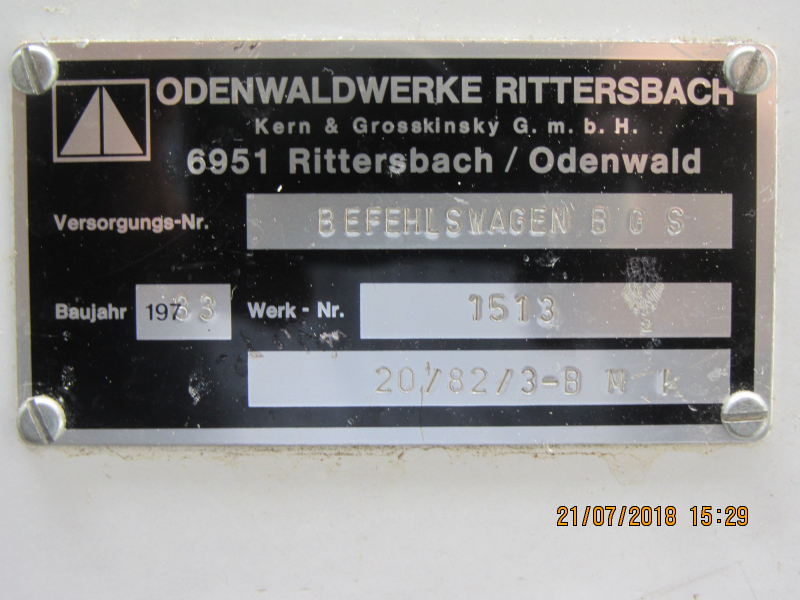 ODENWALDWERKE RITTERSBACH
Kern & Grosskinsky G. m. b. H.
6951 Rittersbach / Odenwald
Versorgungs-Nr. BEFEHLSWAGEN B G S
Baujahr 19783 Werk - Nr. 1513
20/82/3-B M I
21/07/2018 15:29